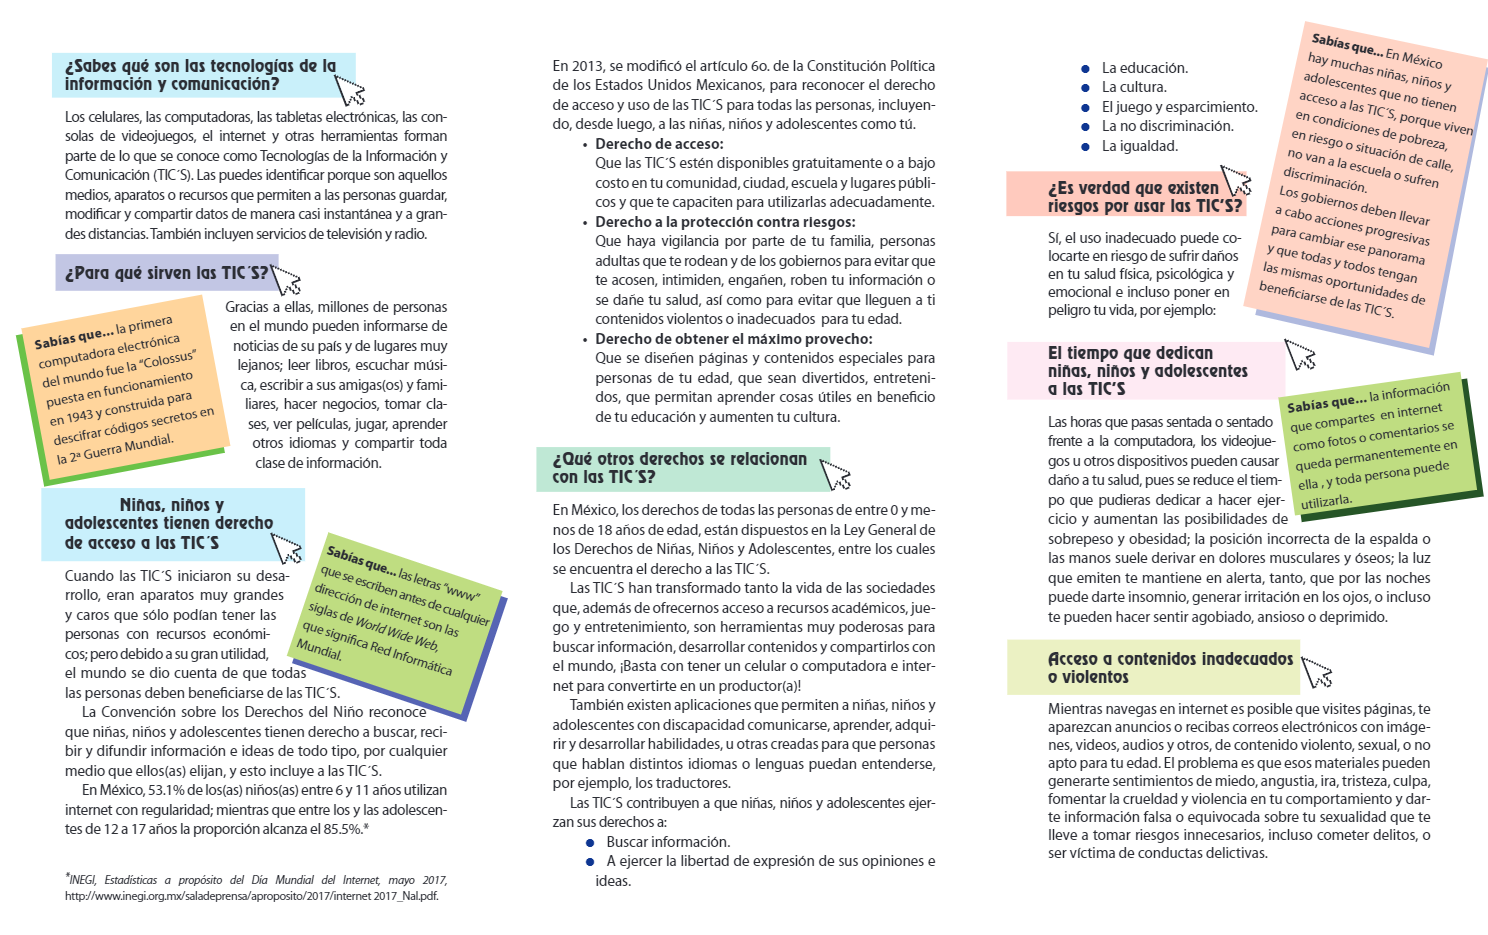 ¿Sabes qué son las tecnologías de la
información y comunicación?
Los celulares, las computadoras, las tabletas electrónicas, las con-
solas de videojuegos, el internet y otras herramientas forman
parte de lo que se conoce como Tecnologías de la Información y
Comunicación (TIC´S). Las puedes identificar porque son aquellos
medios, aparatos o recursos que permiten a las personas guardar,
modificar y compartir datos de manera casi instantánea y a gran-
des distancias. También incluyen servicios de televisión y radio.
¿Para qué sirven las TIC´S?
Gracias a ellas, millones de personas
en el mundo pueden informarse de
noticias de su país y de lugares muy
lejanos; leer libros, escuchar músi-
ca, escribir a sus amigas(os) y fami-
liares, hacer negocios, tomar cla-
ses, ver películas, jugar, aprender
otros idiomas y compartir toda
clase de información.
Sabías que... la primera
computadora electrónica
del mundo fue la "Colossus"
puesta en funcionamiento
en 1943 y construida para
descifrar códigos secretos en
la 2ª Guerra Mundial.
Niñas, niños y
adolescentes tienen derecho
de acceso a las TIC´S
Cuando las TIC´S iniciaron su desa-
rrollo, eran aparatos muy grandes
y caros que sólo podían tener las
personas con recursos económi-
cos; pero debido a su gran utilidad,
el mundo se dio cuenta de que todas
las personas deben beneficiarse de las TIC´S.
La Convención sobre los Derechos del Niño reconoce
que niñas, niños y adolescentes tienen derecho a buscar, reci-
bir y difundir información e ideas de todo tipo, por cualquier
medio que ellos(as) elijan, y esto incluye a las TIC´S.
En México, 53.1% de los(as) niños(as) entre 6 y 11 años utilizan
internet con regularidad; mientras que entre los y las adolescen-
tes de 12 a 17 años la proporción alcanza el 85.5%.*
Sabías que... las letras "www"
que se escriben antes de cualquier
dirección de internet son las
siglas de World Wide Web,
que significa Red Informática
Mundial.
*INEGI, Estadísticas a propósito del Día Mundial del Internet, mayo 2017,
http://www.inegi.org.mx/saladeprensa/aproposito/2017/internet 2017_Nal.pdf.
En 2013, se modificó el artículo 6o. de la Constitución Política
de los Estados Unidos Mexicanos, para reconocer el derecho
de acceso y uso de las TIC´S para todas las personas, incluyen-
do, desde luego, a las niñas, niños y adolescentes como tú.
• Derecho de acceso:
Que las TIC´S estén disponibles gratuitamente o a bajo
costo en tu comunidad, ciudad, escuela y lugares públi-
cos y que te capaciten para utilizarlas adecuadamente.
• Derecho a la protección contra riesgos:
Que haya vigilancia por parte de tu familia, personas
adultas que te rodean y de los gobiernos para evitar que
te acosen, intimiden, engañen, roben tu información o
se dañe tu salud, así como para evitar que lleguen a ti
contenidos violentos o inadecuados para tu edad.
• Derecho de obtener el máximo provecho:
Que se diseñen páginas y contenidos especiales para
personas de tu edad, que sean divertidos, entreteni-
dos, que permitan aprender cosas útiles en beneficio
de tu educación y aumenten tu cultura.
¿Qué otros derechos se relacionan
con las TIC´S?
En México, los derechos de todas las personas de entre 0 y me-
nos de 18 años de edad, están dispuestos en la Ley General de
los Derechos de Niñas, Niños y Adolescentes, entre los cuales
se encuentra el derecho a las TIC´S.
Las TIC´S han transformado tanto la vida de las sociedades
que, además de ofrecernos acceso a recursos académicos, jue-
go y entretenimiento, son herramientas muy poderosas para
buscar información, desarrollar contenidos y compartirlos con
el mundo, ¡Basta con tener un celular o computadora e inter-
net para convertirte en un productor(a)!
También existen aplicaciones que permiten a niñas, niños y
adolescentes con discapacidad comunicarse, aprender, adqui-
rir y desarrollar habilidades, u otras creadas para que personas
que hablan distintos idiomas o lenguas puedan entenderse,
por ejemplo, los traductores.
Las TIC´S contribuyen a que niñas, niños y adolescentes ejer-
zan sus derechos a:
● Buscar información.
● A ejercer la libertad de expresión de sus opiniones e
ideas.
● La educación.
● La cultura.
● El juego y esparcimiento.
● La no discriminación.
● La igualdad.
Sabías que... En México
hay muchas niñas, niños y
adolescentes que no tienen
acceso a las TIC´S, porque viven
en condiciones de pobreza,
en riesgo o situación de calle,
no van a la escuela o sufren
discriminación.
Los gobiernos deben llevar
a cabo acciones progresivas
para cambiar ese panorama
y que todas y todos tengan
las mismas oportunidades de
beneficiarse de las TIC´S.
¿Es verdad que existen
riesgos por usar las TIC’S?
Sí, el uso inadecuado puede co-
locarte en riesgo de sufrir daños
en tu salud física, psicológica y
emocional e incluso poner en
peligro tu vida, por ejemplo:
El tiempo que dedican
niñas, niños y adolescentes
a las TIC’S
Las horas que pasas sentada o sentado
frente a la computadora, los videojue-
gos u otros dispositivos pueden causar
daño a tu salud, pues se reduce el tiem-
po que pudieras dedicar a hacer ejer-
cicio y aumentan las posibilidades de
sobrepeso y obesidad; la posición incorrecta de la espalda o
las manos suele derivar en dolores musculares y óseos; la luz
que emiten te mantiene en alerta, tanto, que por las noches
puede darte insomnio, generar irritación en los ojos, o incluso
te pueden hacer sentir agobiado, ansioso o deprimido.
Sabías que... la información
que compartes en internet
como fotos o comentarios se
queda permanentemente en
ella , y toda persona puede
utilizarla.
Acceso a contenidos inadecuados
o violentos
Mientras navegas en internet es posible que visites páginas, te
aparezcan anuncios o recibas correos electrónicos con imáge-
nes, videos, audios y otros, de contenido violento, sexual, o no
apto para tu edad. El problema es que esos materiales pueden
generarte sentimientos de miedo, angustia, ira, tristeza, culpa,
fomentar la crueldad y violencia en tu comportamiento y dar-
te información falsa o equivocada sobre tu sexualidad que te
lleve a tomar riesgos innecesarios, incluso cometer delitos, o
ser víctima de conductas delictivas.